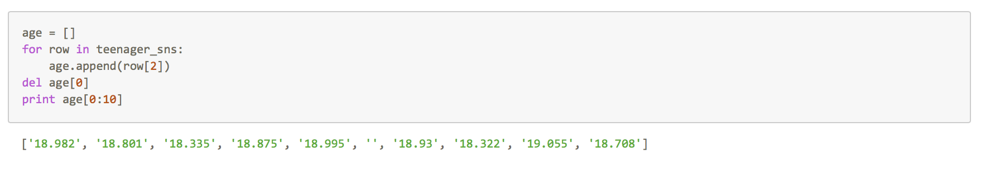 age = []
for row in teenager_sns:
    age.append(row[2])
del age[0]
print age[0:10]
['18.982', '18.801', '18.335', '18.875', '18.995', '', '18.93', '18.322', '19.055', '18.708']